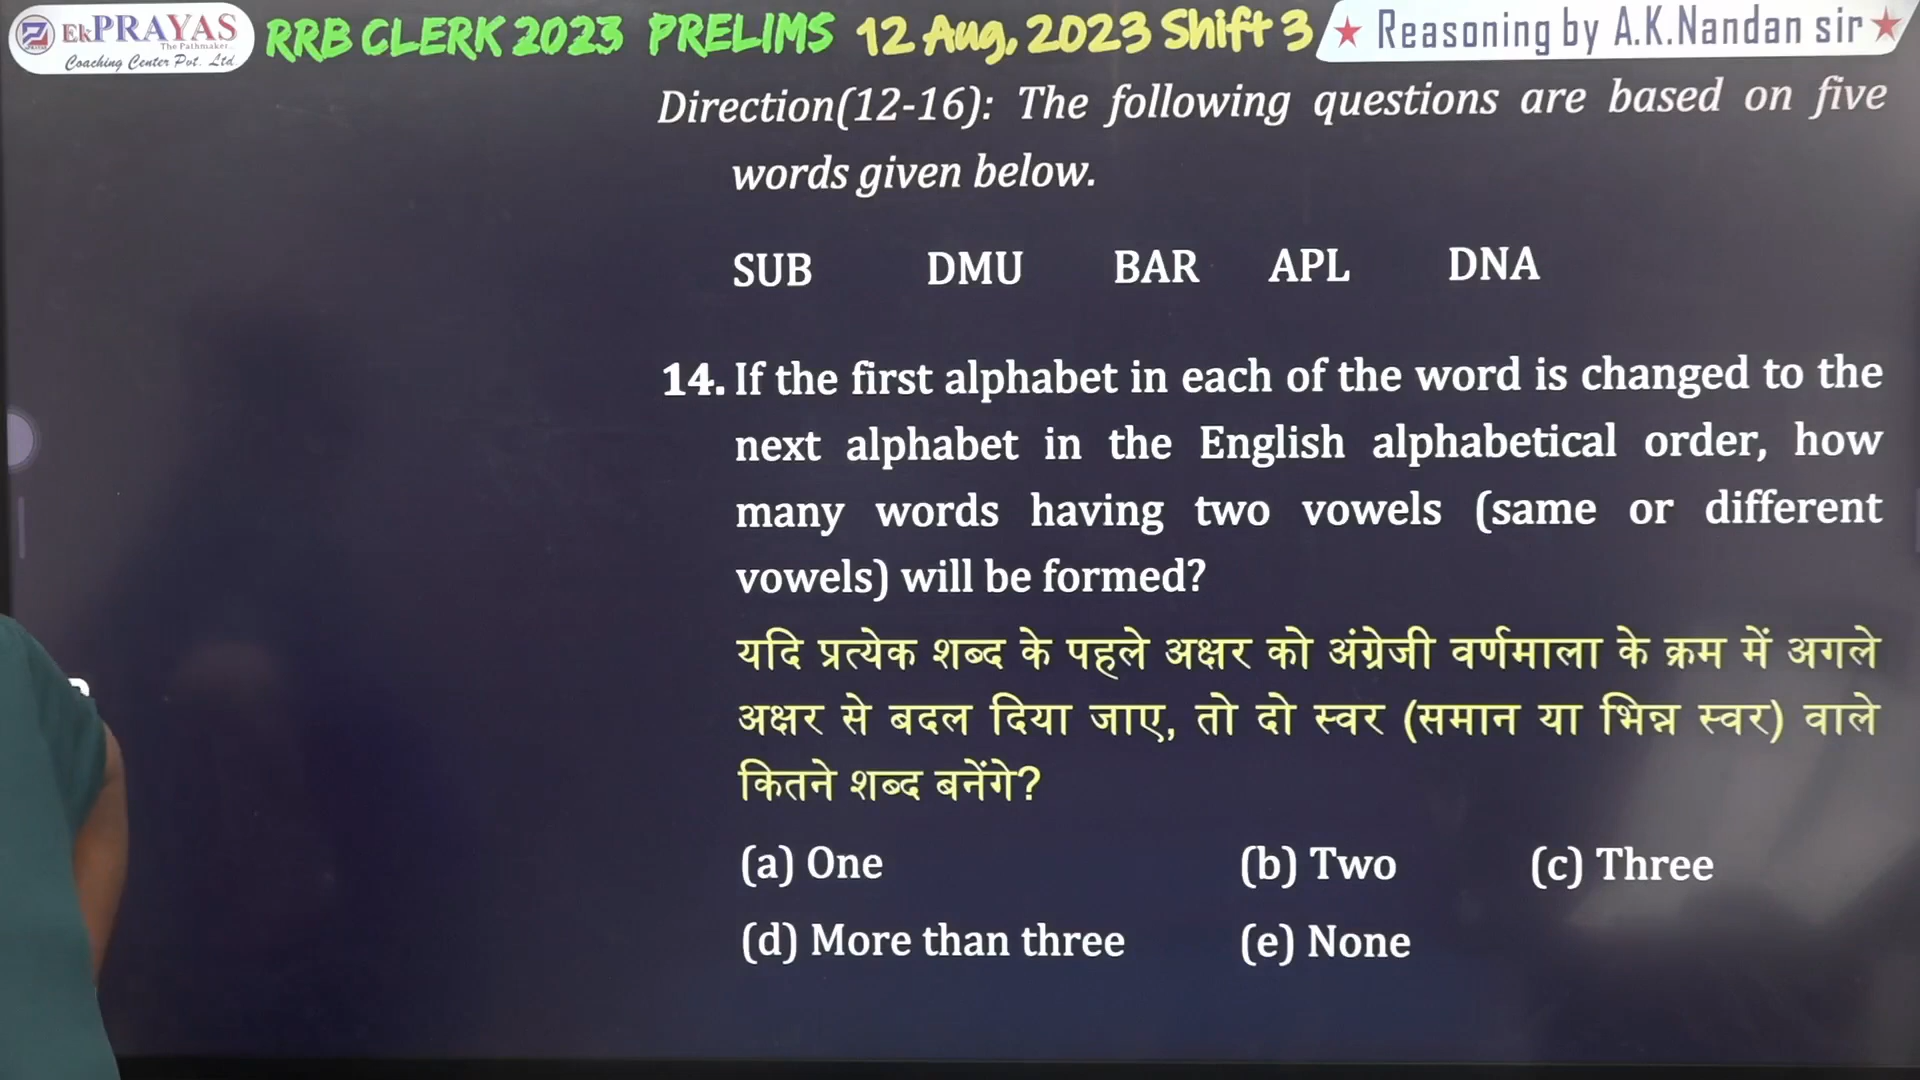 EkPRAYAS
The Pathmaker...
Coaching Center Pvt. Ltd
RRB CLERK 2023 PRELIMS 12 Aug, 2023 Shift 3
★ Reasoning by A.K.Nandan sir ★
Direction(12-16): The following questions are based on five
words given below.
SUB DMU BAR APL DNA
14. If the first alphabet in each of the word is changed to the
next alphabet in the English alphabetical order, how
many words having two vowels (same or different
vowels) will be formed?
यदि प्रत्येक शब्द के पहले अक्षर को अंग्रेजी वर्णमाला के क्रम में अगले
अक्षर से बदल दिया जाए, तो दो स्वर (समान या भिन्न स्वर) वाले
कितने शब्द बनेंगे?
(a) One (b) Two (c) Three
(d) More than three (e) None